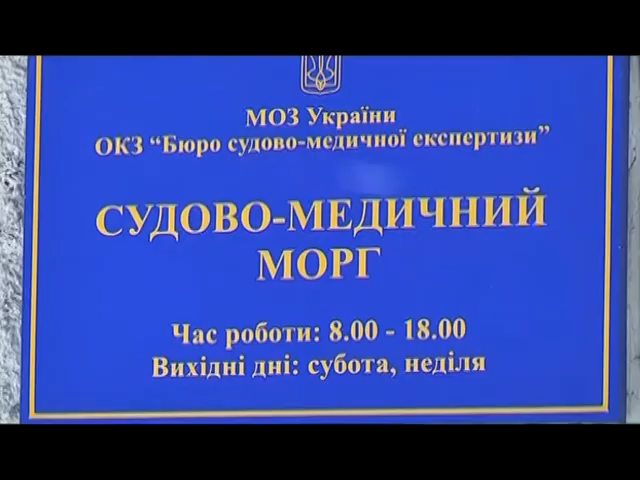 МОЗ України
ОКЗ “Бюро судово-медичної експертизи”
СУДОВО-МЕДИЧНИЙ
МОРГ
Час роботи: 8.00 - 18.00
Вихідні дні: субота, неділя